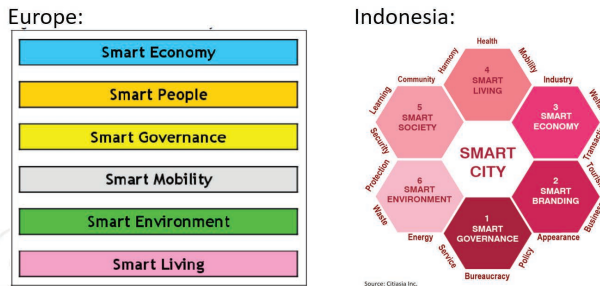 Europe:
Smart Economy
Smart People
Smart Governance
Smart Mobility
Smart Environment
Smart Living
Indonesia:
Health
Harmony
Mobility
4
SMART
LIVING
Community
Industry
Learning
5
SMART
SOCIETY
3
SMART
ECONOMY
Security
SMART
CITY
Protection
6
SMART
ENVIRONMENT
2
SMART
BRANDING
Waste
1
SMART
GOVERNANCE
Energy
Appearance
Service
Policy
Bureaucracy
Source: Citiasia Inc.